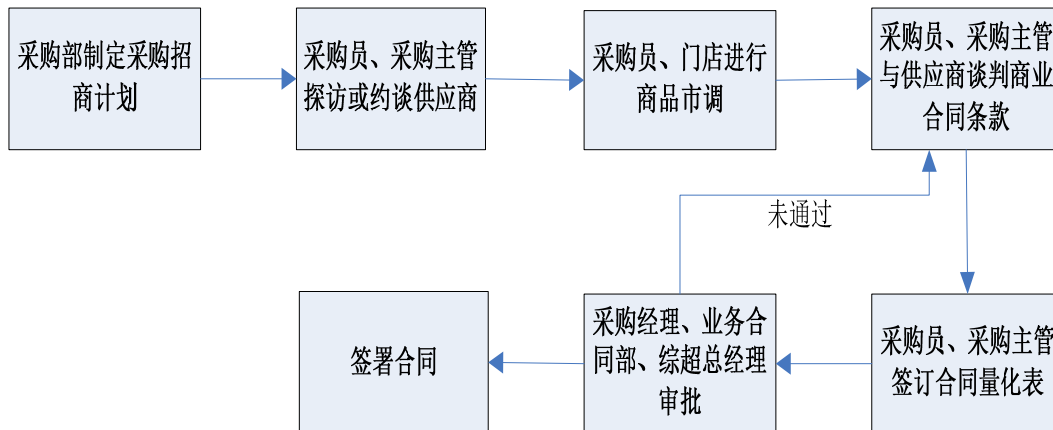 采购部制定采购招
商计划
采购员、采购主管
探访或约谈供应商
采购员、门店进行
商品市调
采购员、采购主管
与供应商谈判商业
合同条款
未通过
签署合同
采购经理、业务合
同部、综超总经理
审批
采购员、采购主管
签订合同量化表